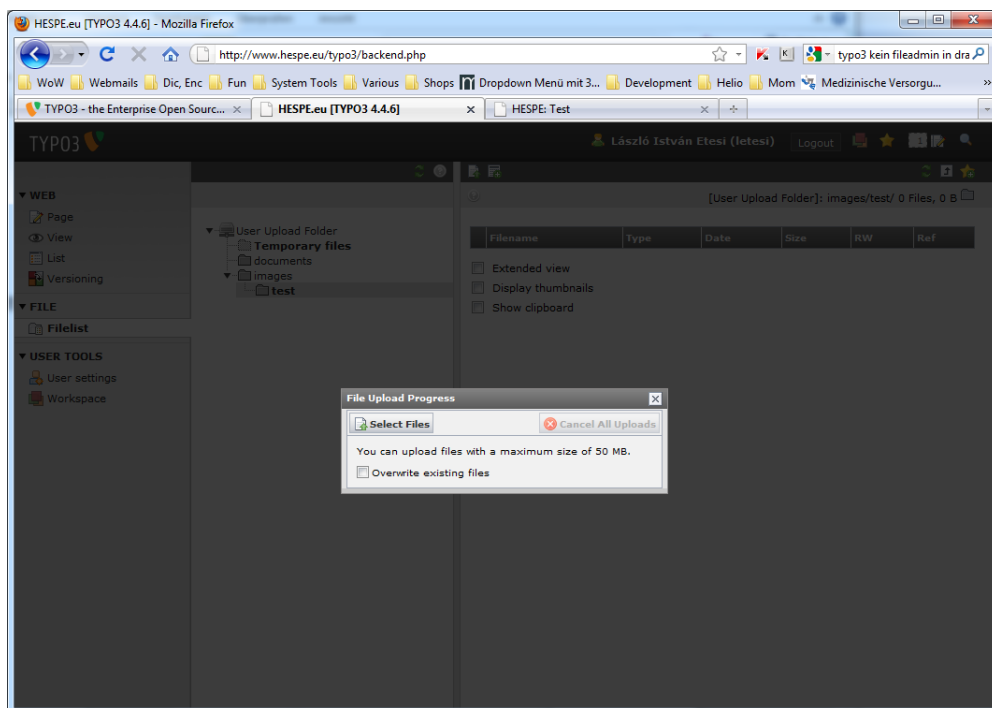 HESPE.eu [TYPO3 4.4.6] - Mozilla Firefox
http://www.hespe.eu/typo3/backend.php
typo3 kein fileadmin in dra
WoW Webmails Dic, Enc Fun System Tools Various Shops Dropdown Menü mit 3... Development Helio Mom Medizinische Versorgu... »
TYPO3 - the Enterprise Open Sourc... HESPE.eu [TYPO3 4.4.6] HESPE: Test
TYPO3 László István Etesi (letesi) Logout
[User Upload Folder]: images/test/ 0 Files, 0 B
WEB
Page
View
List
Versioning
FILE
Filelist
USER TOOLS
User settings
Workspace
User Upload Folder
Temporary files
documents
images
test
Filename Type Date Size RW Ref
Extended view
Display thumbnails
Show clipboard
File Upload Progress
Select Files Cancel All Uploads
You can upload files with a maximum size of 50 MB.
Overwrite existing files